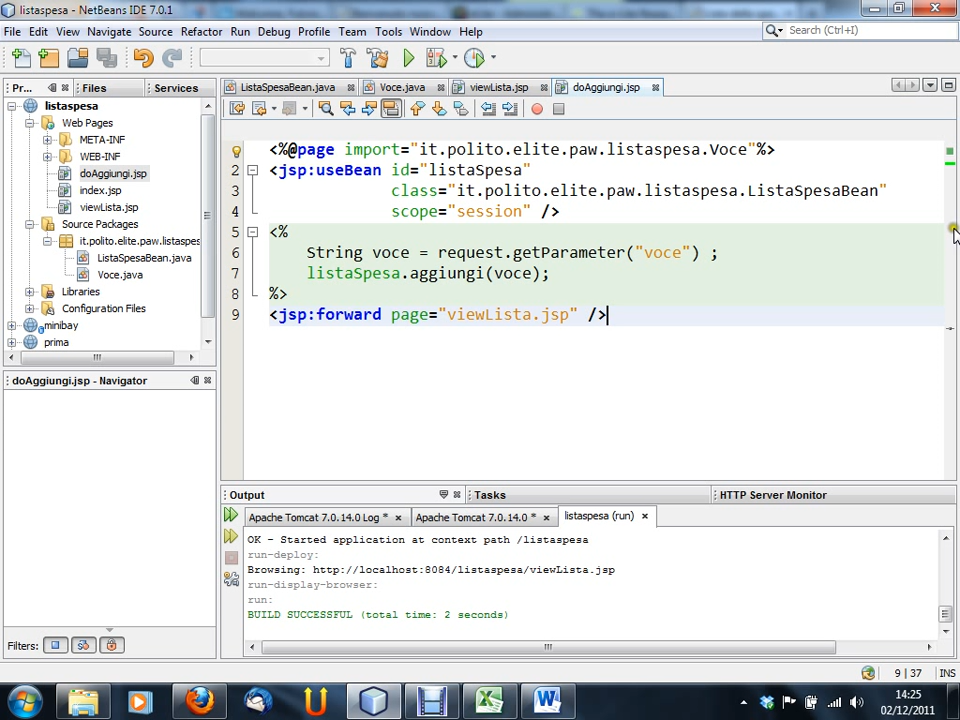 listaspesa - NetBeans IDE 7.0.1
File Edit View Navigate Source Refactor Run Debug Profile Team Tools Window Help
Search (Ctrl+I)
Pr... Files Services
ListaSpesaBean.java Voce.java viewLista.jsp doAggiungi.jsp
listaspesa
Web Pages
META-INF
WEB-INF
doAggiungi.jsp
index.jsp
viewLista.jsp
Source Packages
it.polito.elite.paw.listaspes
ListaSpesaBean.java
Voce.java
Libraries
Configuration Files
minibay
prima
<%@page import="it.polito.elite.paw.listaspesa.Voce"%>
2 <jsp:useBean id="listaSpesa"
3 class="it.polito.elite.paw.listaspesa.ListaSpesaBean"
4 scope="session" />
5 <%
6 String voce = request.getParameter("voce") ;
7 listaSpesa.aggiungi(voce);
8 %>
9 <jsp:forward page="viewLista.jsp" />
doAggiungi.jsp - Navigator
Filters:
Output Tasks HTTP Server Monitor
Apache Tomcat 7.0.14.0 Log * Apache Tomcat 7.0.14.0 * listaspesa (run)
OK - Started application at context path /listaspesa
run-deploy:
Browsing: http://localhost:8084/listaspesa/viewLista.jsp
run-display-browser:
run:
BUILD SUCCESSFUL (total time: 2 seconds)
9 | 37 INS
14:25
02/12/2011